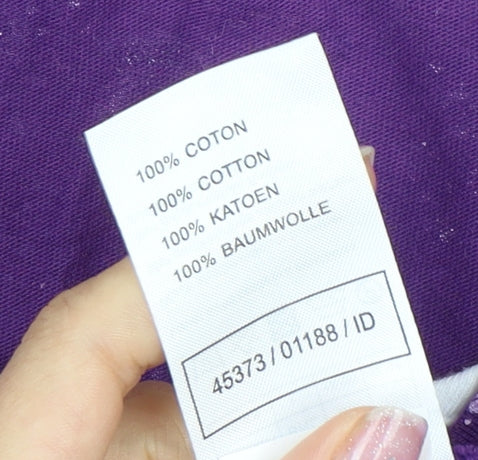 100% COTON
100% COTTON
100% KATOEN
100% BAUMWOLLE
45373 / 01188 / ID